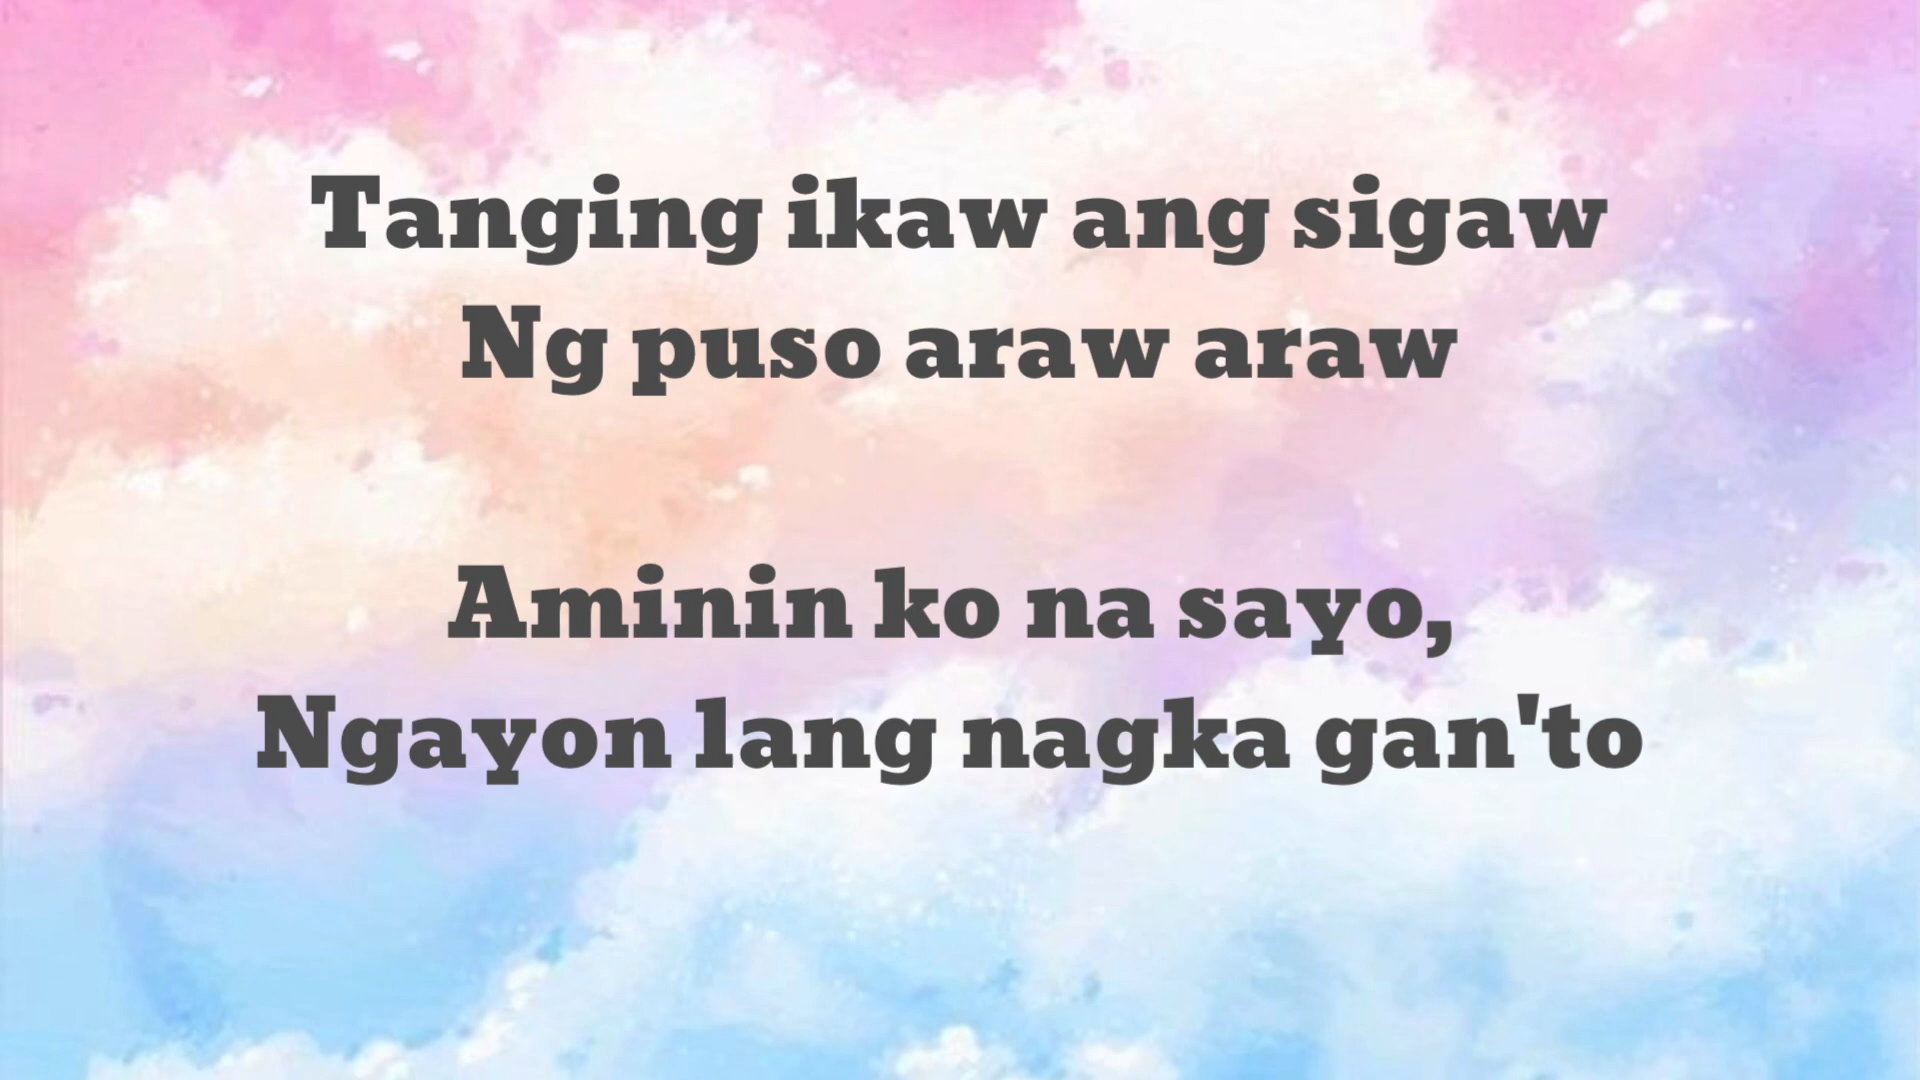 Tanging ikaw ang sigaw
Ng puso araw araw
Aminin ko na sayo,
Ngayon lang nagka gan'to